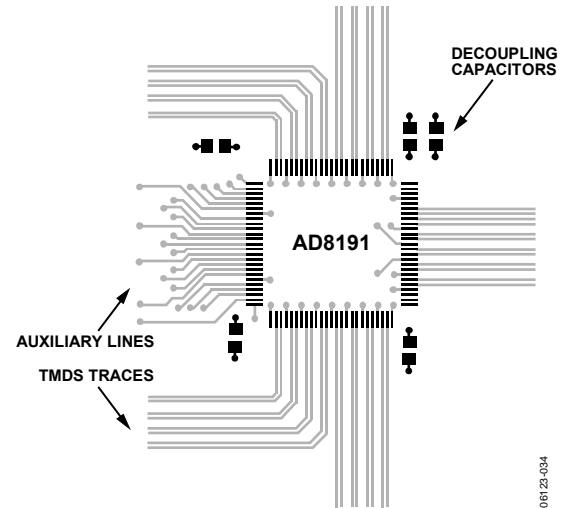 DECOUPLING
CAPACITORS
AD8191
AUXILIARY LINES
TMDS TRACES
06123-034